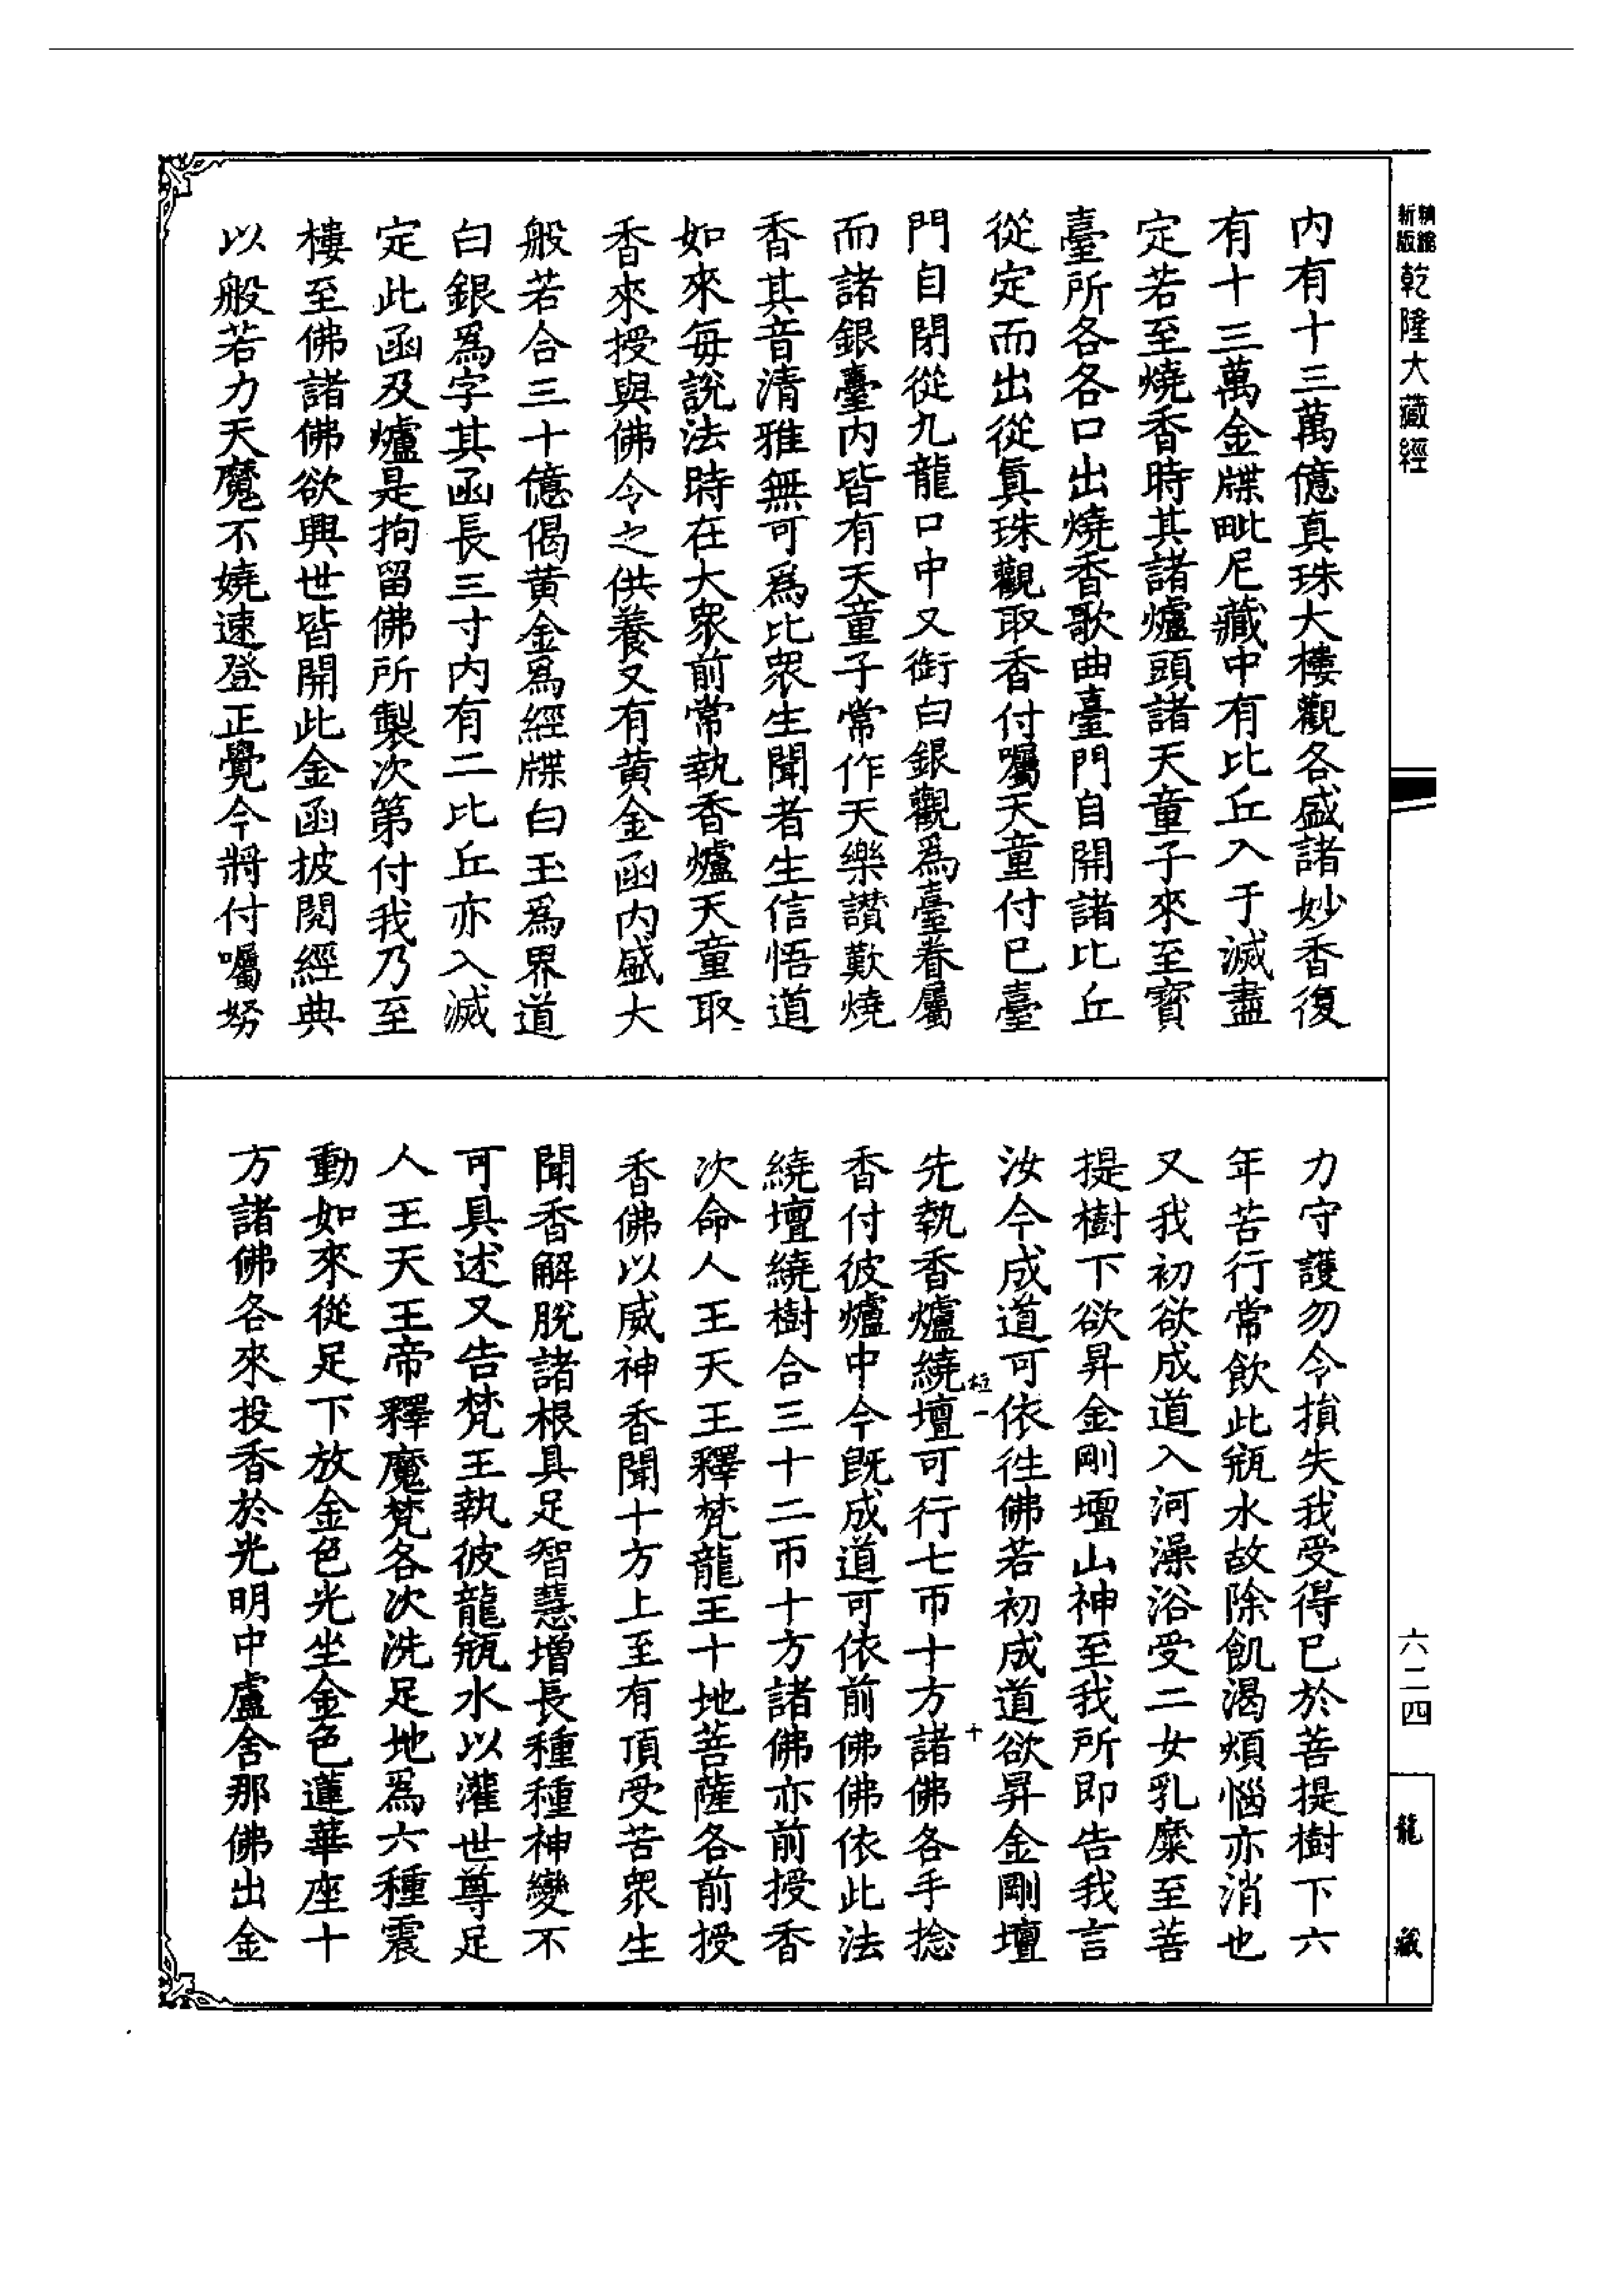 新版精縮乾隆大藏經
內有十三萬億真珠大樓觀各盛諸妙香復
有十三萬金牒毗尼藏中有比丘入于滅盡
定若至燒香時其諸爐頭諸天童子來至寶
臺所各各口出燒香歌曲臺門自開諸比丘
從定而出從真珠觀取香付囑天童付已臺
門自閉從九龍口中又銜白銀觀爲臺眷屬
而諸銀臺內皆有天童子常作天樂讚歎燒
香其音清雅無可爲比眾生聞者生信悟道
如來每說法時在大眾前常執香爐天童取
香來授與佛令之供養又有黃金函內盛大
般若合三十億偈黃金爲經牒白玉爲界道
白銀爲字其函長三寸內有二比丘亦入滅
定此函及爐是拘留佛所製次第付我乃至
樓至佛諸佛欲興世皆開此金函披閱經典
以般若力天魔不嬈速登正覺今將付囑努
力守護勿令損失我受得已於菩提樹下六
年苦行常飲此瓶水故除飢渴煩惱亦消也
又我初欲成道入河澡浴受二女乳糜至菩
提樹下欲昇金剛壇山神至我所即告我言
汝今成道可依往佛若初成道欲昇金剛壇
桓一 十
先執香爐繞壇可行七帀十方諸佛各手捻
香付彼爐中今既成道可依前佛佛依此法
繞壇繞樹合三十二帀十方諸佛亦前授香
次命人王天王釋梵龍王十地菩薩各前授
香佛以威神香聞十方上至有頂受苦眾生
聞香解脫諸根具足智慧增長種種神變不
可具述又告梵王執彼龍瓶水以灌世尊足
人王天王帝釋魔梵各次洗足地爲六種震
動如來從足下放金色光坐金色蓮華座十
方諸佛各來投香於光明中盧舍那佛出金
六二四
龍藏